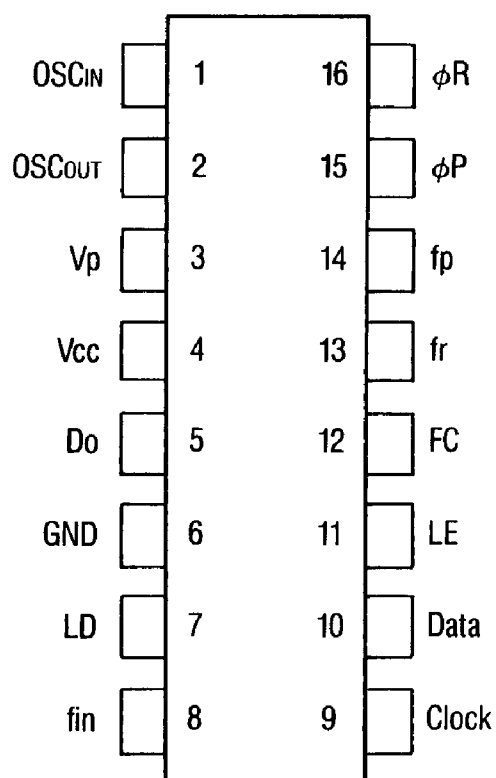 OSCIN 1 16 ϕR
OSCOUT 2 15 ϕP
Vp 3 14 fp
Vcc 4 13 fr
Do 5 12 FC
GND 6 11 LE
LD 7 10 Data
fin 8 9 Clock